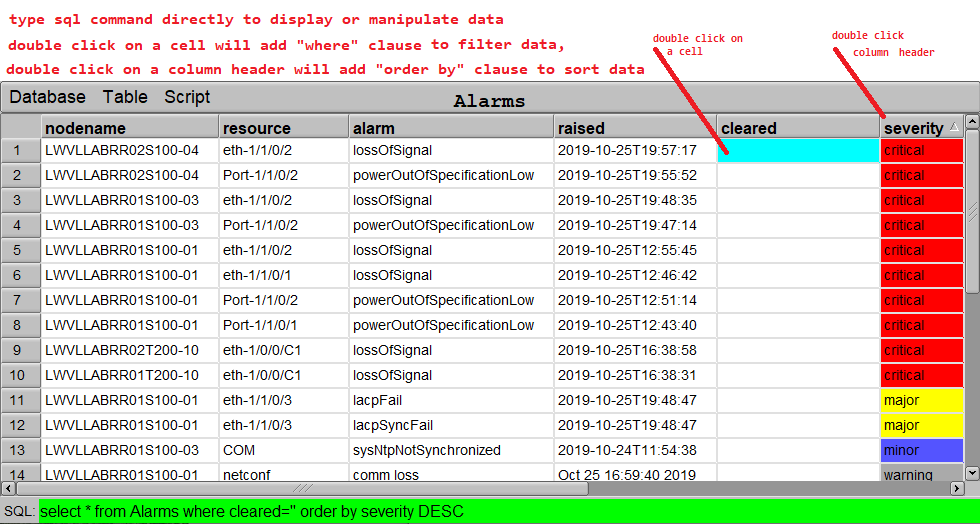 type sql command directly to display or manipulate data
double click on a cell will add "where" clause to filter data,
double click on a column header will add "order by" clause to sort data
double click on
a cell
double click
column header
Database Table Script
Alarms
nodename resource alarm raised cleared severity
1 LWVLLABRR02S100-04 eth-1/1/0/2 lossOfSignal 2019-10-25T19:57:17 critical
2 LWVLLABRR02S100-04 Port-1/1/0/2 powerOutOfSpecificationLow 2019-10-25T19:55:52 critical
3 LWVLLABRR01S100-03 eth-1/1/0/2 lossOfSignal 2019-10-25T19:48:35 critical
4 LWVLLABRR01S100-03 Port-1/1/0/2 powerOutOfSpecificationLow 2019-10-25T19:47:14 critical
5 LWVLLABRR01S100-01 eth-1/1/0/2 lossOfSignal 2019-10-25T12:55:45 critical
6 LWVLLABRR01S100-01 eth-1/1/0/1 lossOfSignal 2019-10-25T12:46:42 critical
7 LWVLLABRR01S100-01 Port-1/1/0/2 powerOutOfSpecificationLow 2019-10-25T12:51:14 critical
8 LWVLLABRR01S100-01 Port-1/1/0/1 powerOutOfSpecificationLow 2019-10-25T12:43:40 critical
9 LWVLLABRR02T200-10 eth-1/0/0/C1 lossOfSignal 2019-10-25T16:38:58 critical
10 LWVLLABRR01T200-10 eth-1/0/0/C1 lossOfSignal 2019-10-25T16:38:31 critical
11 LWVLLABRR01S100-01 eth-1/1/0/3 lacpFail 2019-10-25T19:48:47 major
12 LWVLLABRR01S100-01 eth-1/1/0/3 lacpSyncFail 2019-10-25T19:48:47 major
13 LWVLLABRR01S100-03 COM sysNtpNotSynchronized 2019-10-24T11:54:38 minor
14 LWVLLABRR01S100-01 netconf comm loss Oct 25 16:59:40 2019 warning
SQL: select * from Alarms where cleared='' order by severity DESC